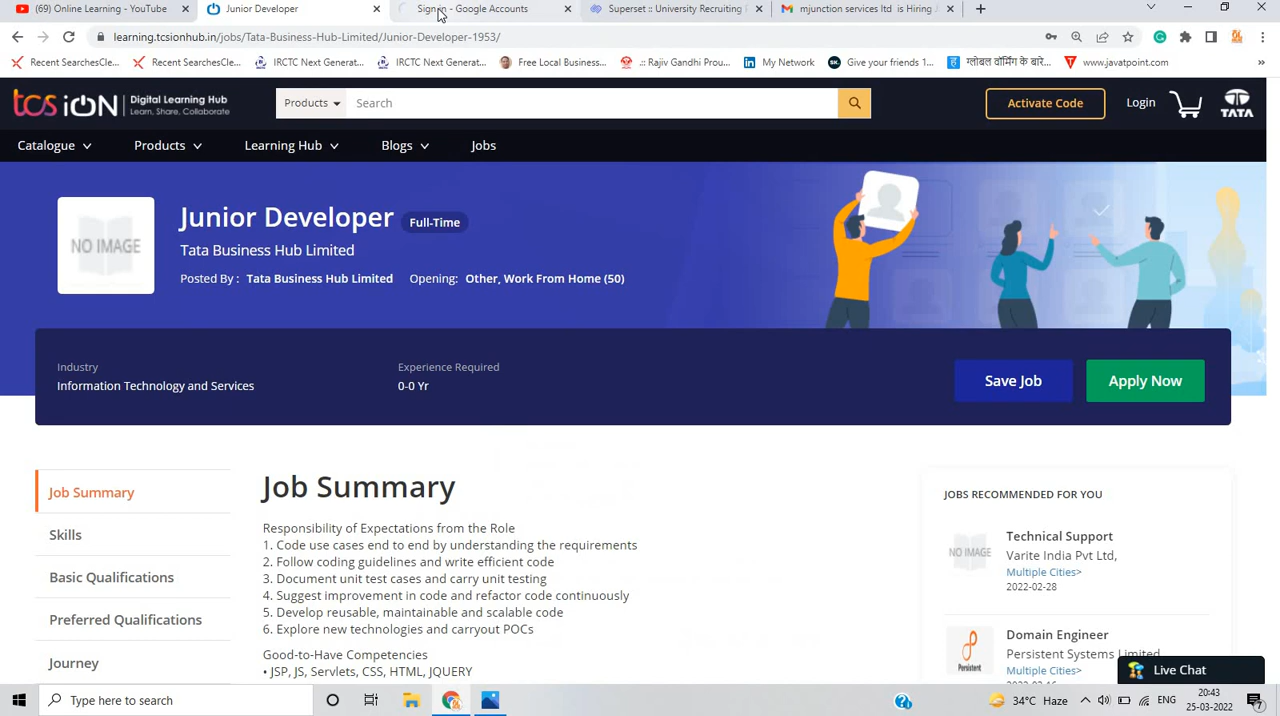 (69) Online Learning - YouTube
Junior Developer
Sign in - Google Accounts
Superset :: University Recruiting
mjunction services ltd is Hiring
learning.tcsionhub.in/jobs/Tata-Business-Hub-Limited/Junior-Developer-1953/
Recent SearchesCle...
Recent SearchesCler...
IRCTC Next Generat...
IRCTC Next Generat...
Free Local Business...
.:: Rajiv Gandhi Prou...
My Network
Give your friends 1...
ग्लोबल वॉर्मिंग के बारे...
www.javatpoint.com
»
tcs iON
Digital Learning Hub
Learn, Share, Collaborate
Products
Search
Activate Code
Login
TATA
Catalogue
Products
Learning Hub
Blogs
Jobs
NO IMAGE
Junior Developer Full-Time
Tata Business Hub Limited
Posted By : Tata Business Hub Limited Opening: Other, Work From Home (50)
Industry
Information Technology and Services
Experience Required
0-0 Yr
Save Job
Apply Now
Job Summary
Skills
Basic Qualifications
Preferred Qualifications
Journey
Job Summary
Responsibility of Expectations from the Role
1. Code use cases end to end by understanding the requirements
2. Follow coding guidelines and write efficient code
3. Document unit test cases and carry unit testing
4. Suggest improvement in code and refactor code continuously
5. Develop reusable, maintainable and scalable code
6. Explore new technologies and carryout POCs
Good-to-Have Competencies
• JSP, JS, Servlets, CSS, HTML, JQUERY
JOBS RECOMMENDED FOR YOU
NO IMAGE
Technical Support
Varite India Pvt Ltd,
Multiple Cities>
2022-02-28
Persistent
Domain Engineer
Persistent Systems Limited
Multiple Cities>
Live Chat
Type here to search
34°C Haze
ENG
20:43
25-03-2022
7